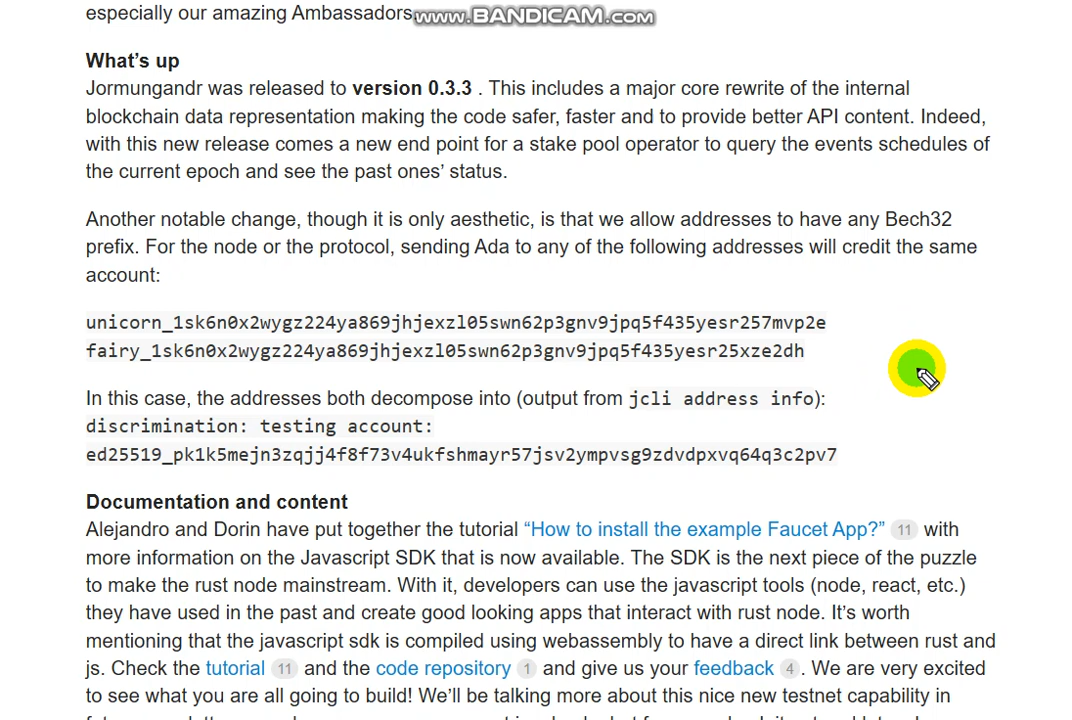 especially our amazing Ambassadors.
www.BANDICAM.com
What’s up
Jormungandr was released to version 0.3.3 . This includes a major core rewrite of the internal
blockchain data representation making the code safer, faster and to provide better API content. Indeed,
with this new release comes a new end point for a stake pool operator to query the events schedules of
the current epoch and see the past ones’ status.
Another notable change, though it is only aesthetic, is that we allow addresses to have any Bech32
prefix. For the node or the protocol, sending Ada to any of the following addresses will credit the same
account:
unicorn_1sk6n0x2wygz224ya869jhjexzl05swn62p3gnv9jpq5f435yesr257mvp2e
fairy_1sk6n0x2wygz224ya869jhjexzl05swn62p3gnv9jpq5f435yesr25xze2dh
In this case, the addresses both decompose into (output from jcli address info):
discrimination: testing account:
ed25519_pk1k5mejn3zqjj4f8f73v4ukfshmayr57jsv2ympvsg9zdvdpxvq64q3c2pv7
Documentation and content
Alejandro and Dorin have put together the tutorial “How to install the example Faucet App?” 11 with
more information on the Javascript SDK that is now available. The SDK is the next piece of the puzzle
to make the rust node mainstream. With it, developers can use the javascript tools (node, react, etc.)
they have used in the past and create good looking apps that interact with rust node. It’s worth
mentioning that the javascript sdk is compiled using webassembly to have a direct link between rust and
js. Check the tutorial 11 and the code repository 1 and give us your feedback 4 . We are very excited
to see what you are all going to build! We’ll be talking more about this nice new testnet capability in